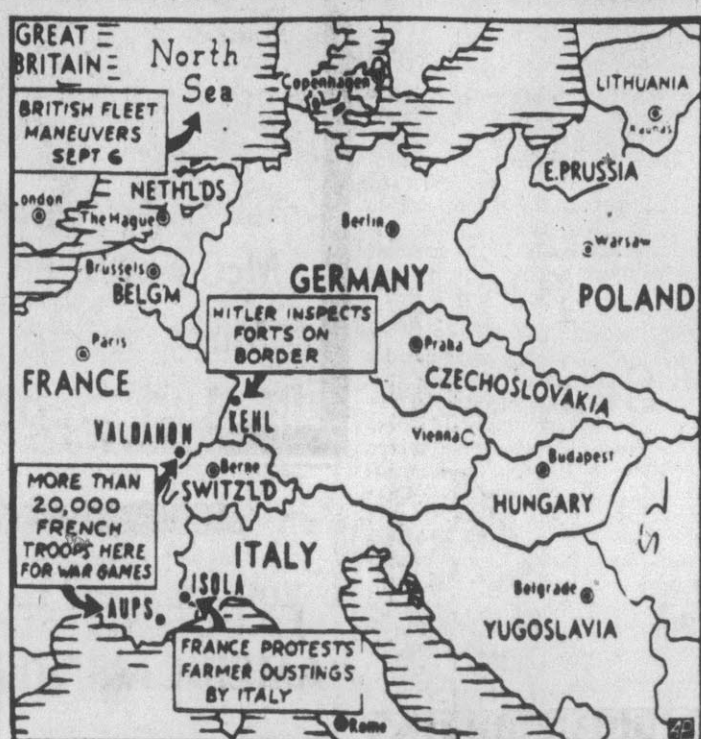 GREAT
BRITAIN
North
Sea
Copenhagen
LITHUANIA
Kaunas
BRITISH FLEET
MANEUVERS
SEPT 6
E.PRUSSIA
NETHLDS
London
The Hague
Berlin
Warsaw
Brussels
BELGM
GERMANY
POLAND
HITLER INSPECTS
FORTS ON
BORDER
Paris
Praha
FRANCE
CZECHOSLOVAKIA
KEHL
VALDAHON
Vienna
Berne
Budapest
SWITZLD
HUNGARY
MORE THAN
20,000
FRENCH
TROOPS HERE
FOR WAR GAMES
ITALY
ISOLA
AUPS
Belgrade
YUGOSLAVIA
FRANCE PROTESTS
FARMER OUSTINGS
BY ITALY
Rome
AP